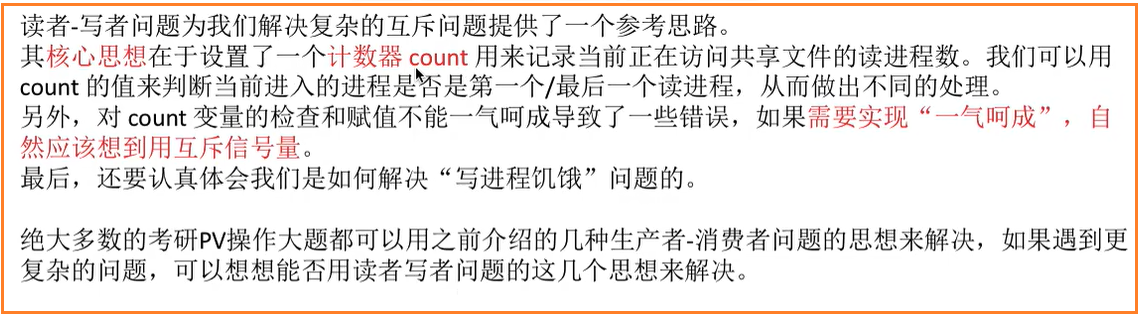 读者-写者问题为我们解决复杂的互斥问题提供了一个参考思路。
其核心思想在于设置了一个计数器 count 用来记录当前正在访问共享文件的读进程数。我们可以用
count 的值来判断当前进入的进程是否是第一个/最后一个读进程，从而做出不同的处理。
另外，对 count 变量的检查和赋值不能一气呵成导致了一些错误，如果需要实现“一气呵成”，自
然应该想到用互斥信号量。
最后，还要认真体会我们是如何解决“写进程饥饿”问题的。
绝大多数的考研PV操作大题都可以用之前介绍的几种生产者-消费者问题的思想来解决，如果遇到更
复杂的问题，可以想想能否用读者写者问题的这几个思想来解决。